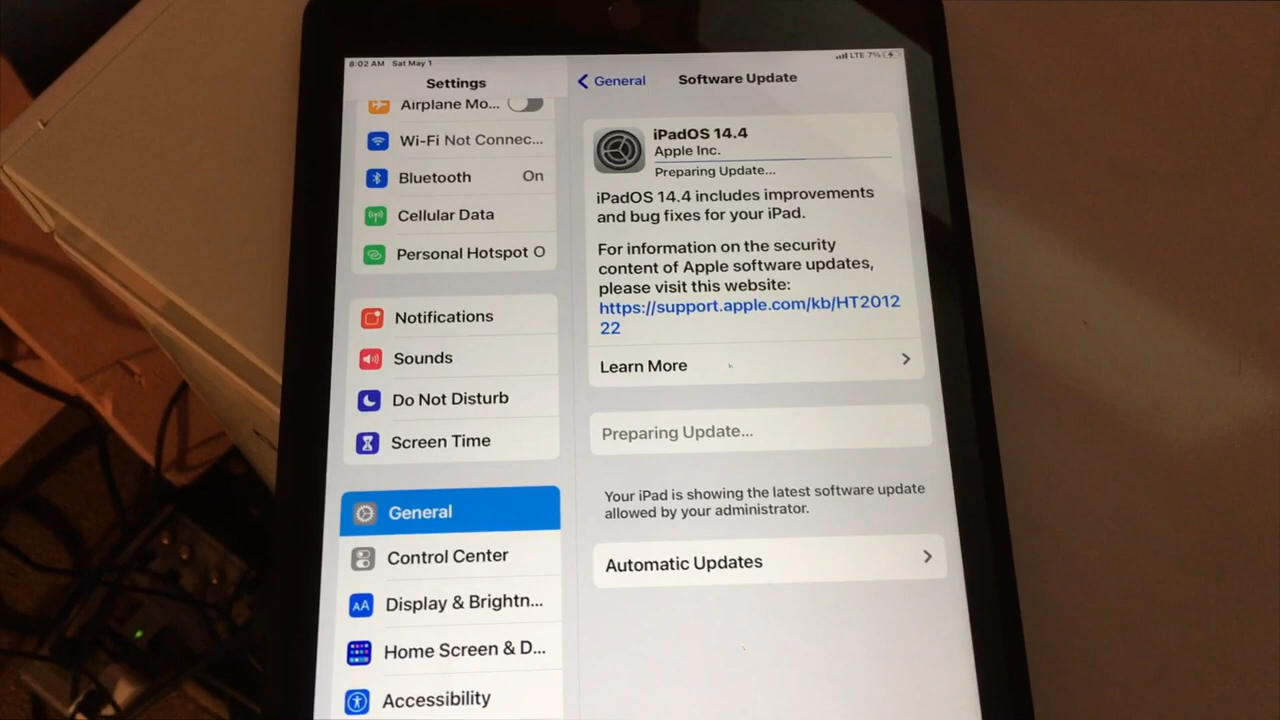 8:02 AM Sat May 1
LTE 7%
Settings
Airplane Mo...
Wi-Fi Not Connec...
Bluetooth On
Cellular Data
Personal Hotspot O
Notifications
Sounds
Do Not Disturb
Screen Time
General
Control Center
AA Display & Brightn...
Home Screen & D...
Accessibility
General
Software Update
iPadOS 14.4
Apple Inc.
Preparing Update...
iPadOS 14.4 includes improvements
and bug fixes for your iPad.
For information on the security
content of Apple software updates,
please visit this website:
https://support.apple.com/kb/HT2012
22
Learn More
Preparing Update...
Your iPad is showing the latest software update
allowed by your administrator.
Automatic Updates